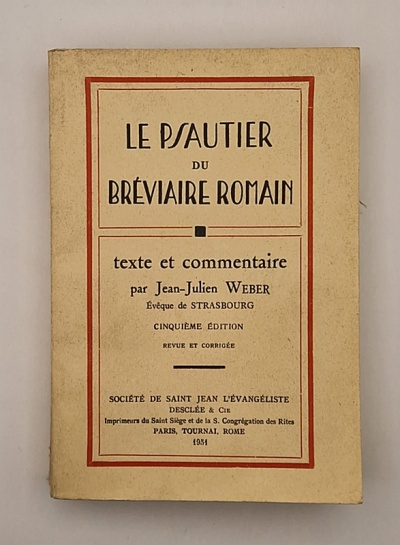 LE PSAUTIER
DU
BRÉVIAIRE ROMAIN
texte et commentaire
par Jean-Julien WEBER
Évêque de STRASBOURG
CINQUIÈME ÉDITION
REVUE ET CORRIGÉE
SOCIÉTÉ DE SAINT JEAN L'ÉVANGÉLISTE
DESCLÉE & Cie
Imprimeurs du Saint Siège et de la S. Congrégation des Rites
PARIS, TOURNAI, ROME
1951